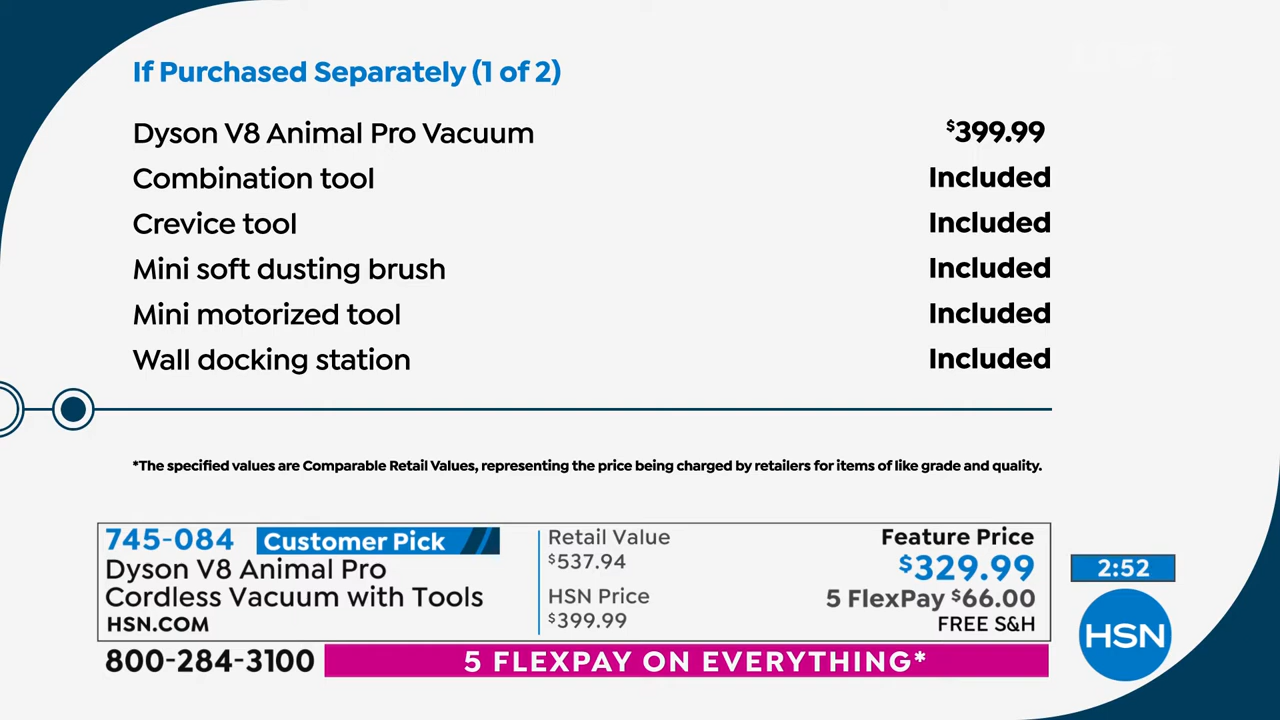 If Purchased Separately (1 of 2)
Dyson V8 Animal Pro Vacuum $399.99
Combination tool Included
Crevice tool Included
Mini soft dusting brush Included
Mini motorized tool Included
Wall docking station Included
*The specified values are Comparable Retail Values, representing the price being charged by retailers for items of like grade and quality.
745-084 Customer Pick
Dyson V8 Animal Pro
Cordless Vacuum with Tools
HSN.COM
Retail Value
$537.94
HSN Price
$399.99
Feature Price
$329.99
5 FlexPay $66.00
FREE S&H
2:52
HSN
800-284-3100 5 FLEXPAY ON EVERYTHING*